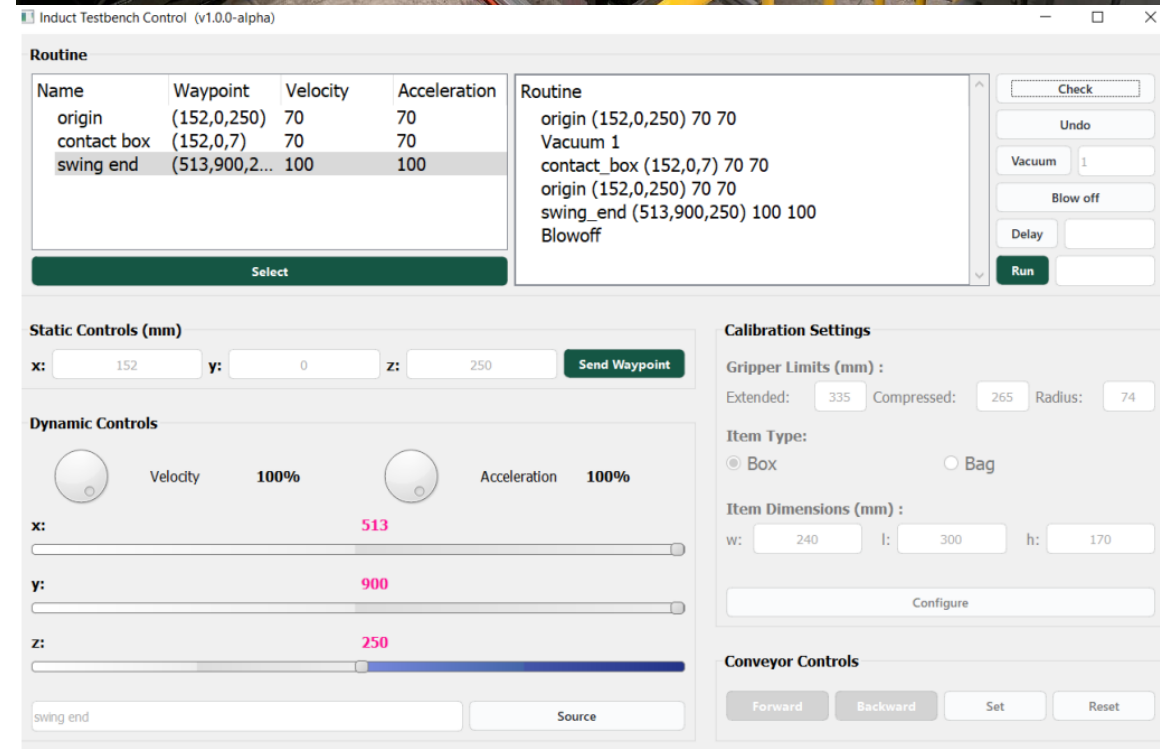 Induct Testbench Control (v1.0.0-alpha)
Routine
Name Waypoint Velocity Acceleration
origin (152,0,250) 70 70
contact box (152,0,7) 70 70
swing end (513,900,2... 100 100
Select
Routine
origin (152,0,250) 70 70
Vacuum 1
contact_box (152,0,7) 70 70
origin (152,0,250) 70 70
swing_end (513,900,250) 100 100
Blowoff
Check
Undo
Vacuum 1
Blow off
Delay
Run
Static Controls (mm)
x: 152 y: 0 z: 250 Send Waypoint
Dynamic Controls
Velocity 100% Acceleration 100%
x: 513
y: 900
z: 250
swing end Source
Calibration Settings
Gripper Limits (mm) :
Extended: 335 Compressed: 265 Radius: 74
Item Type:
Box Bag
Item Dimensions (mm) :
w: 240 l: 300 h: 170
Configure
Conveyor Controls
Forward Backward Set Reset